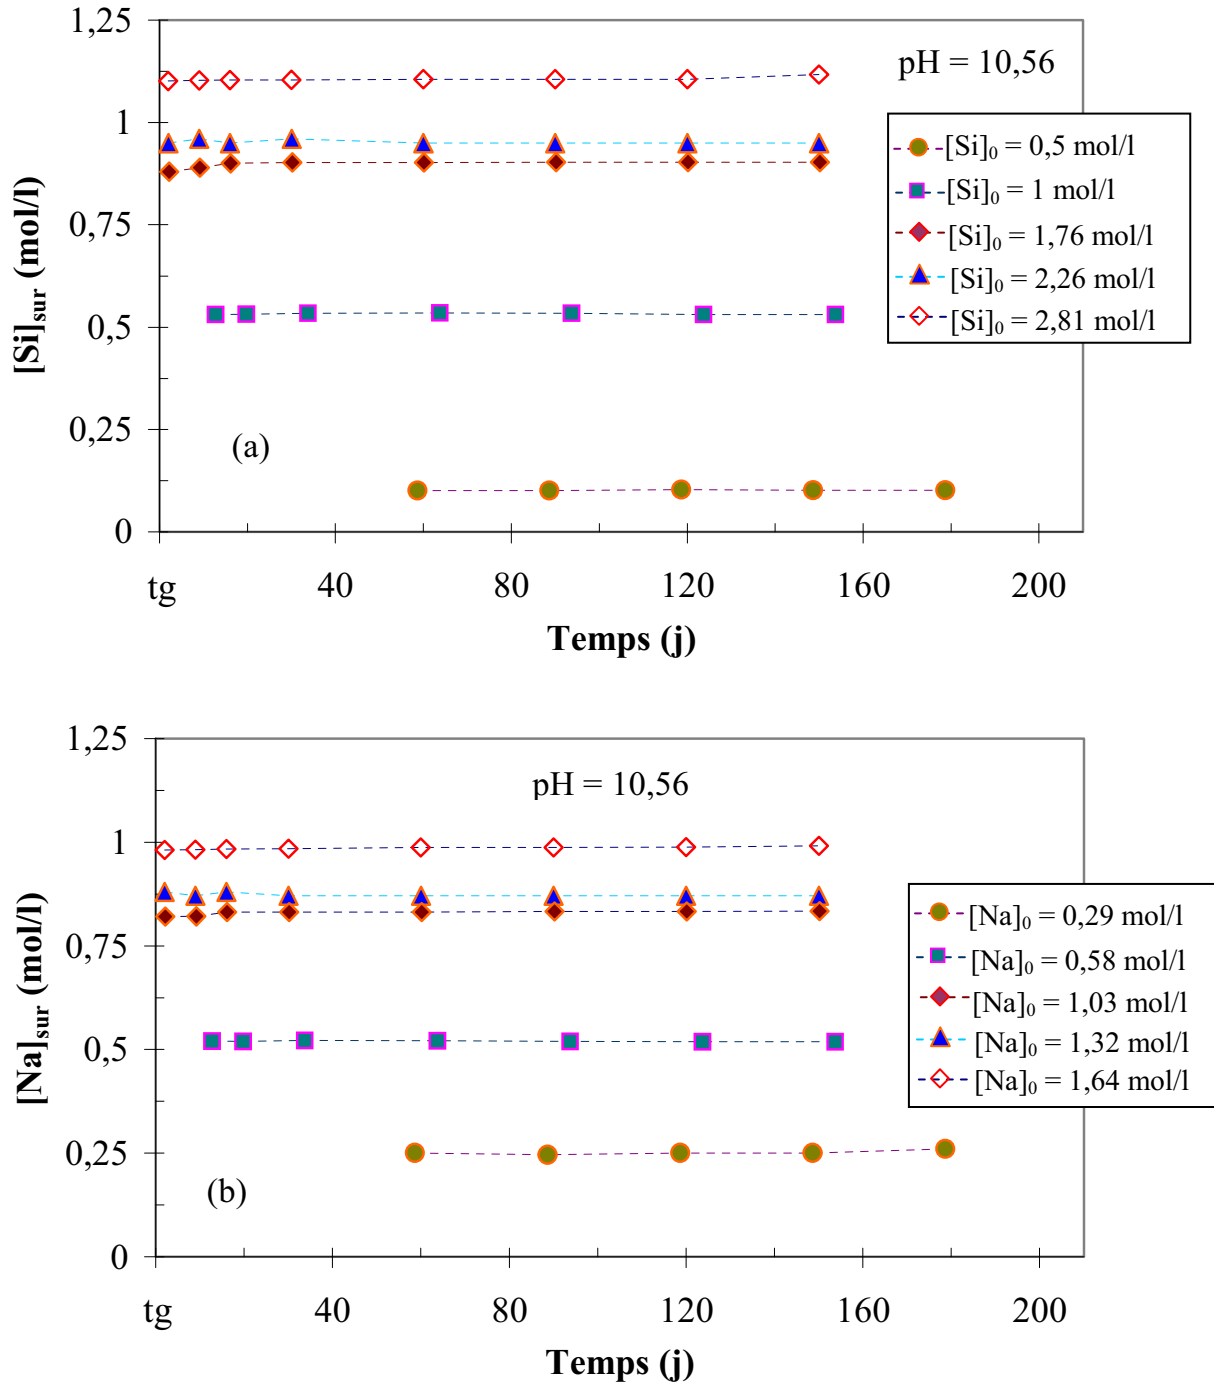 1,25
1
0,75
0,5
0,25
0
[Si]sur (mol/l)
pH = 10,56
[Si]0 = 0,5 mol/l
[Si]0 = 1 mol/l
[Si]0 = 1,76 mol/l
[Si]0 = 2,26 mol/l
[Si]0 = 2,81 mol/l
(a)
tg 40 80 120 160 200
Temps (j)
1,25
1
0,75
0,5
0,25
0
[Na]sur (mol/l)
pH = 10,56
[Na]0 = 0,29 mol/l
[Na]0 = 0,58 mol/l
[Na]0 = 1,03 mol/l
[Na]0 = 1,32 mol/l
[Na]0 = 1,64 mol/l
(b)
tg 40 80 120 160 200
Temps (j)